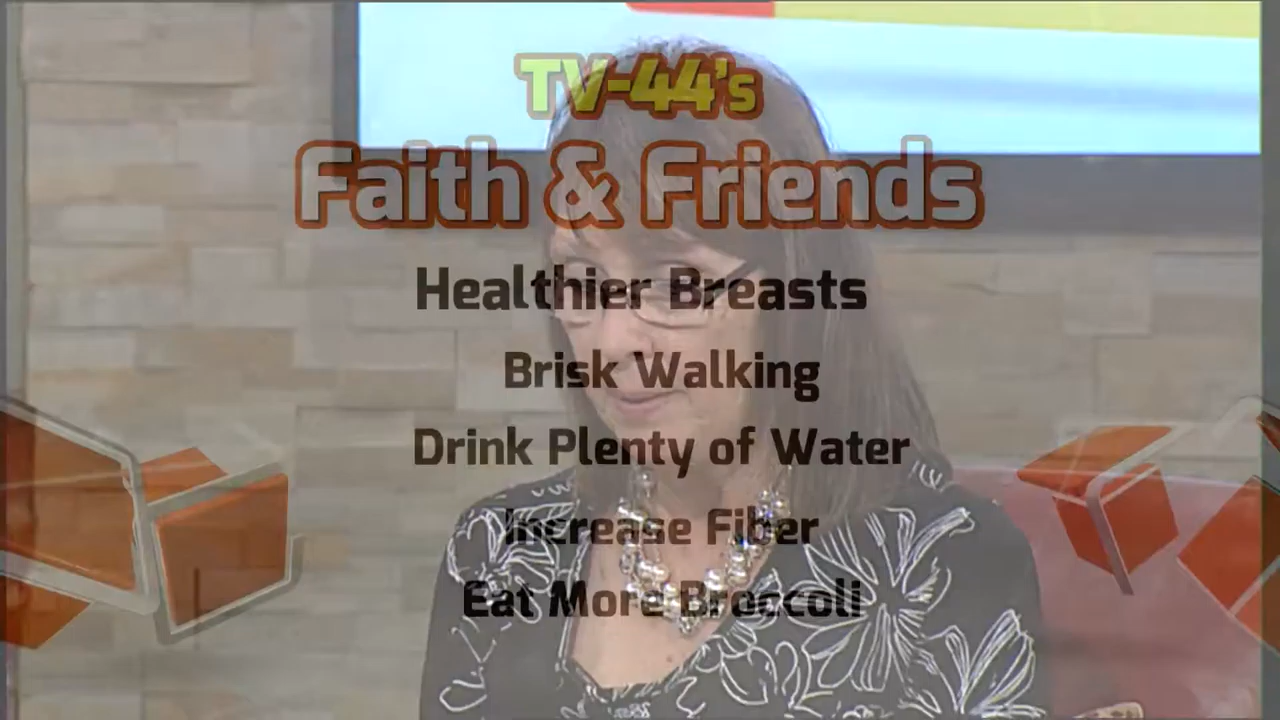 TV-44's
Faith & Friends
Healthier Breasts
Brisk Walking
Drink Plenty of Water
Increase Fiber
Eat More Broccoli